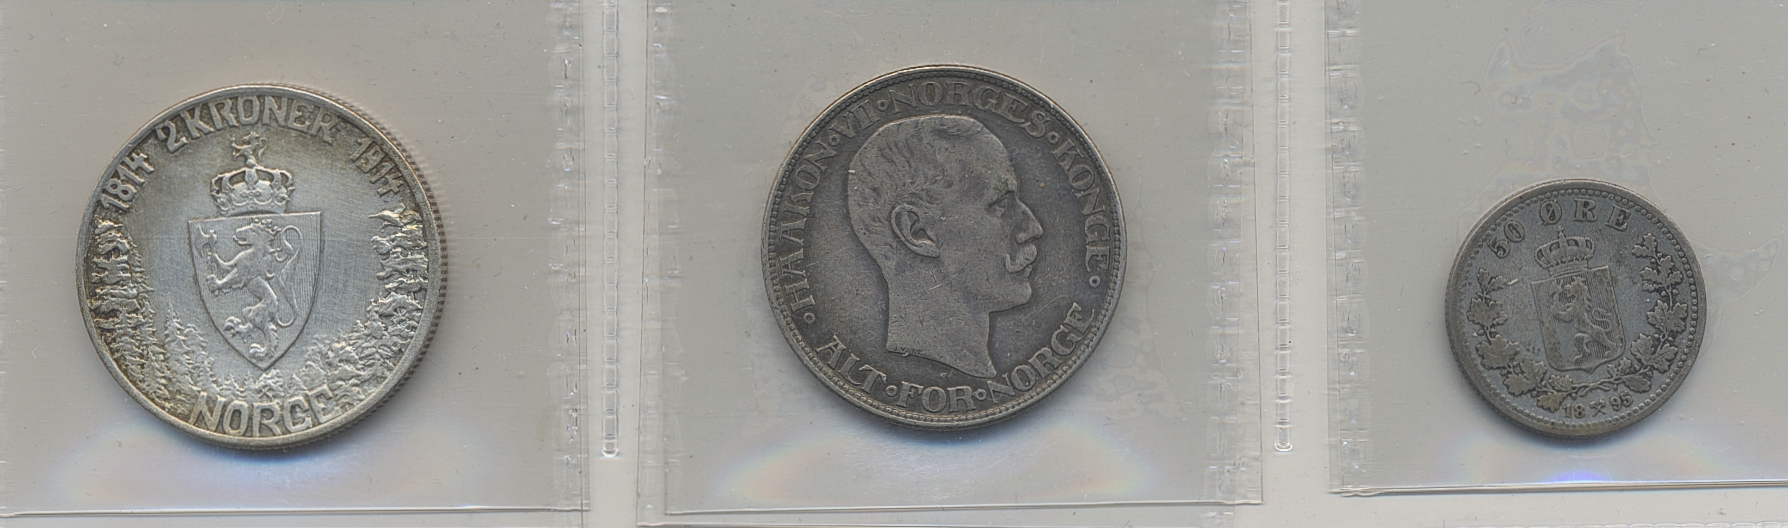 1814 2 KRONER 1914
NORGE
HAAKON·VII·NORGES·KONGE·
ALT·FOR·NORGE
50 ØRE
18 95